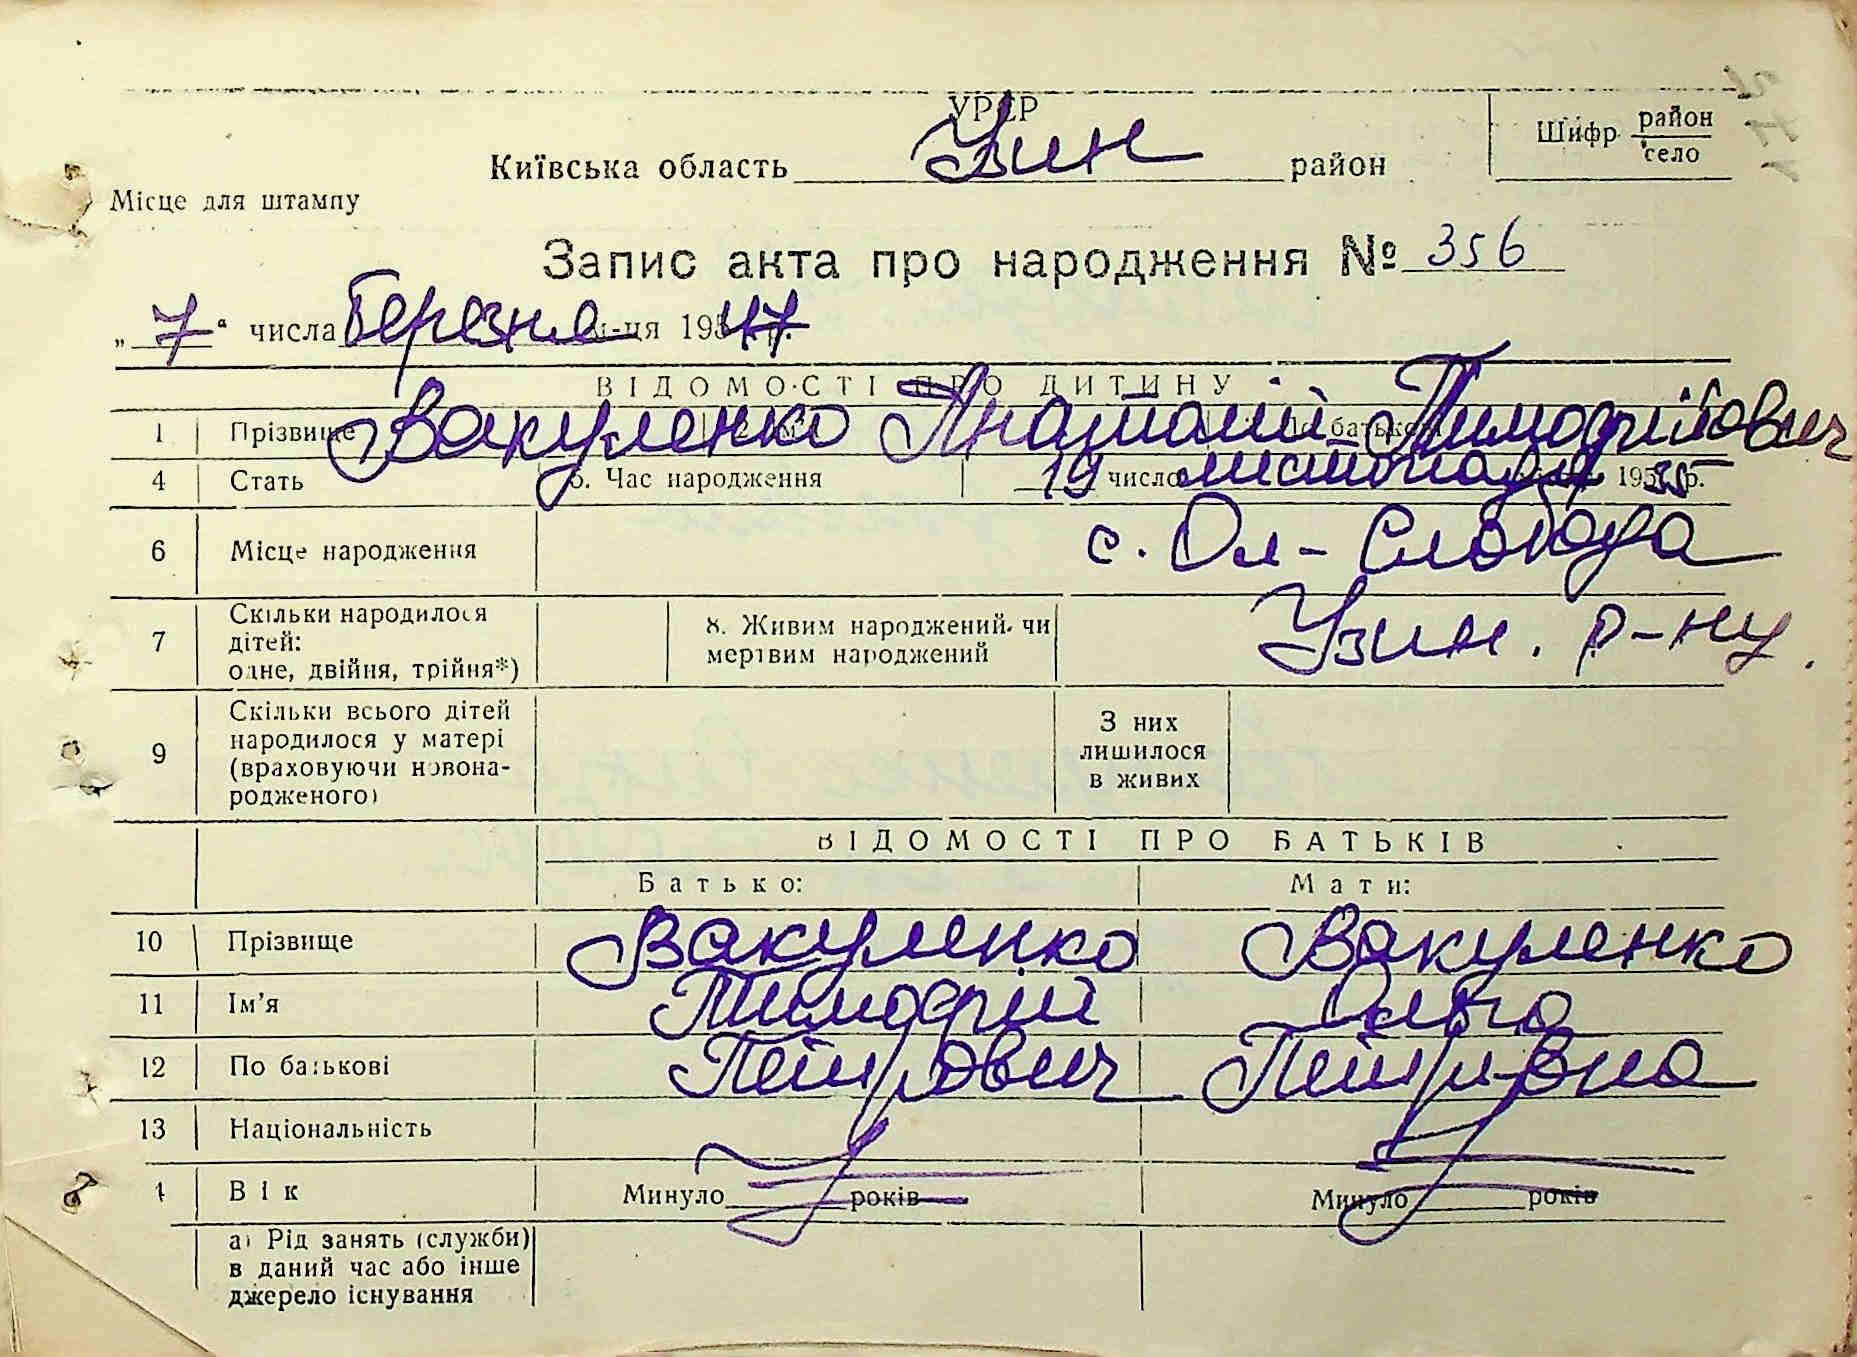 УРСР
Київська область Узин район
Шифр район
село
Місце для штампу
Запис акта про народження № 356
„7" числа Березня м-ця 1947 р.
ВІДОМОСТІ ПРО ДИТИНУ
1 Прізвище Вакуленко Анатолій По батькові Тимофійович
4 Стать 5. Час народження 19 число листопада 1935 р.
6 Місце народження с. Ол-Слобода
Узин. р-ну.
7 Скільки народилося дітей: одне, двійня, трійня*) 8. Живим народжений чи мертвим народжений
9 Скільки всього дітей народилося у матері (враховуючи новонародженого) З них лишилося в живих
ВІДОМОСТІ ПРО БАТЬКІВ
Батько: Мати:
10 Прізвище Вакуленко Вакуленко
11 Ім'я Тимофій Ольга
12 По батькові Петрович Петрівна
13 Національність
Вік Минуло років Минуло років
а) Рід занять (служби)
в даний час або інше
джерело існування